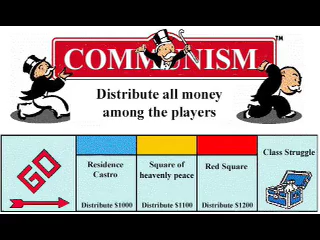 COMMUNISM
TM
Distribute all money
among the players
GO
Residence
Castro
Distribute $1000
Square of
heavenly peace
Distribute $1100
Red Square
Distribute $1200
Class Struggle